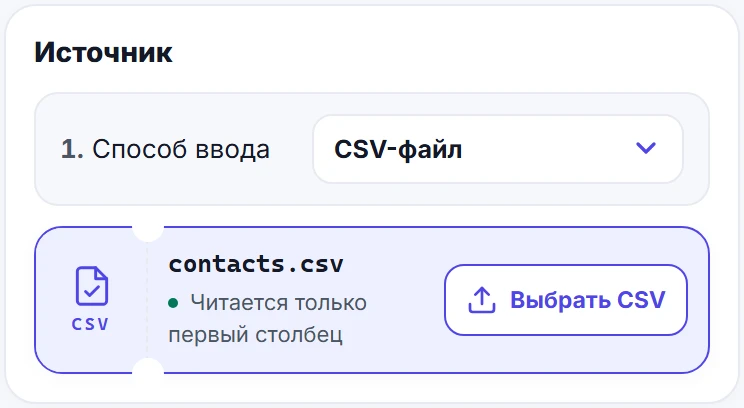 Источник
1. Способ ввода
CSV-файл
contacts.csv
Читается только
первый столбец
CSV
Выбрать CSV